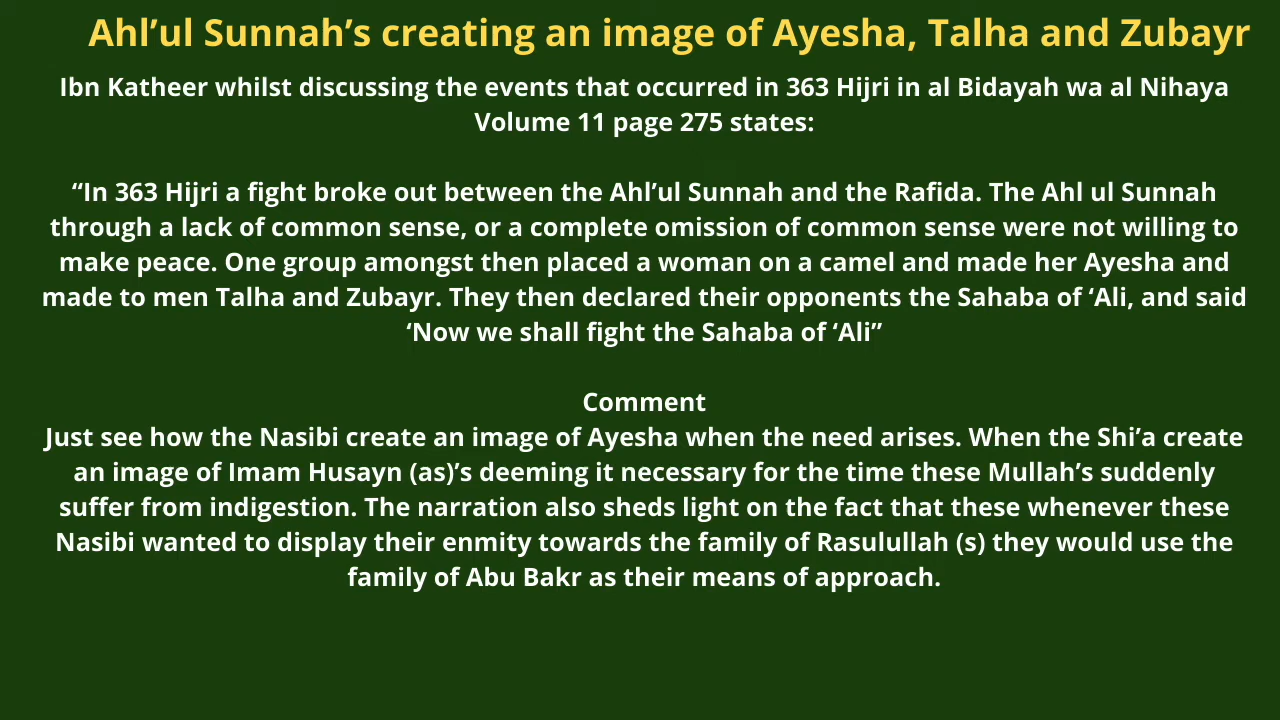 Ahl’ul Sunnah’s creating an image of Ayesha, Talha and Zubayr
Ibn Katheer whilst discussing the events that occurred in 363 Hijri in al Bidayah wa al Nihaya
Volume 11 page 275 states:
“In 363 Hijri a fight broke out between the Ahl’ul Sunnah and the Rafida. The Ahl ul Sunnah
through a lack of common sense, or a complete omission of common sense were not willing to
make peace. One group amongst then placed a woman on a camel and made her Ayesha and
made to men Talha and Zubayr. They then declared their opponents the Sahaba of ‘Ali, and said
‘Now we shall fight the Sahaba of ‘Ali”
Comment
Just see how the Nasibi create an image of Ayesha when the need arises. When the Shi’a create
an image of Imam Husayn (as)’s deeming it necessary for the time these Mullah’s suddenly
suffer from indigestion. The narration also sheds light on the fact that these whenever these
Nasibi wanted to display their enmity towards the family of Rasulullah (s) they would use the
family of Abu Bakr as their means of approach.